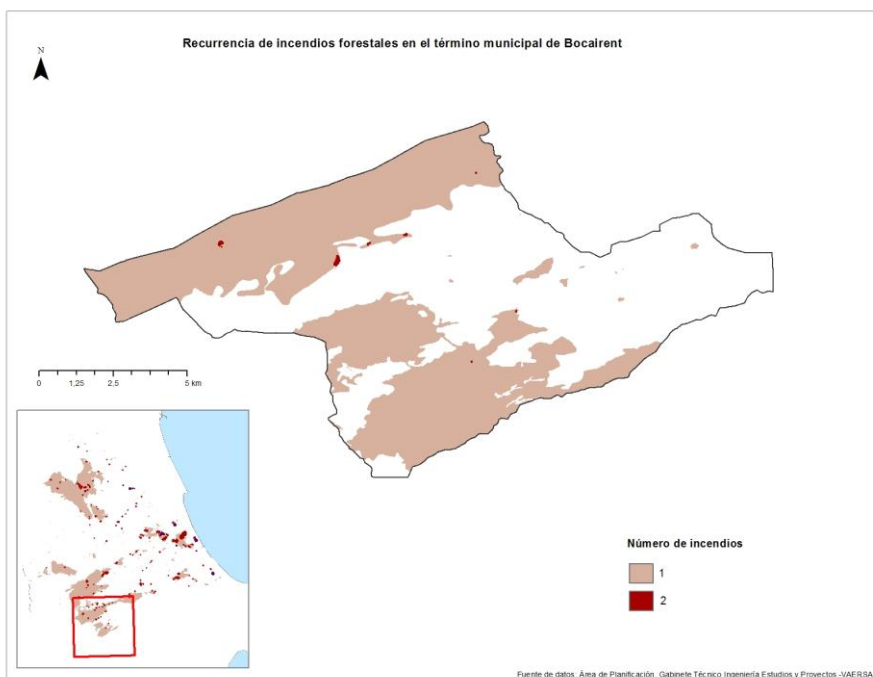 Recurrencia de incendios forestales en el término municipal de Bocairent
N
0 1,25 2,5 5 km
Número de incendios
1
2
Fuente de datos: Área de Planificación. Gabinete Técnico Ingeniería Estudios y Proyectos -VAERSA